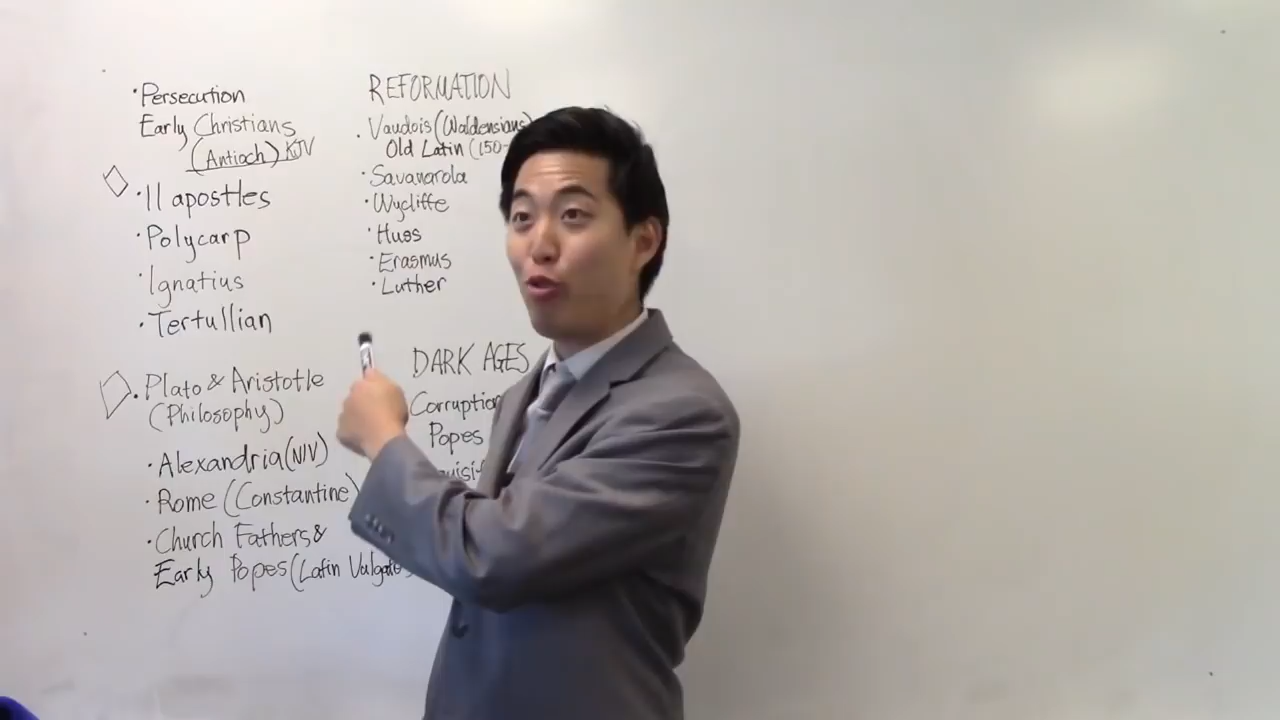 • Persecution
Early Christians
(Antioch) KJV
• 11 apostles
• Polycarp
• Ignatius
• Tertullian
• Plato & Aristotle
(Philosophy)
• Alexandria (NIV)
• Rome (Constantine)
• Church Fathers &
Early Popes (Latin Vulgate
REFORMATION
• Vaudois (Waldensians)
Old Latin (150-
• Savanarola
• Wycliffe
• Huss
• Erasmus
• Luther
DARK AGES
Corruption
Popes